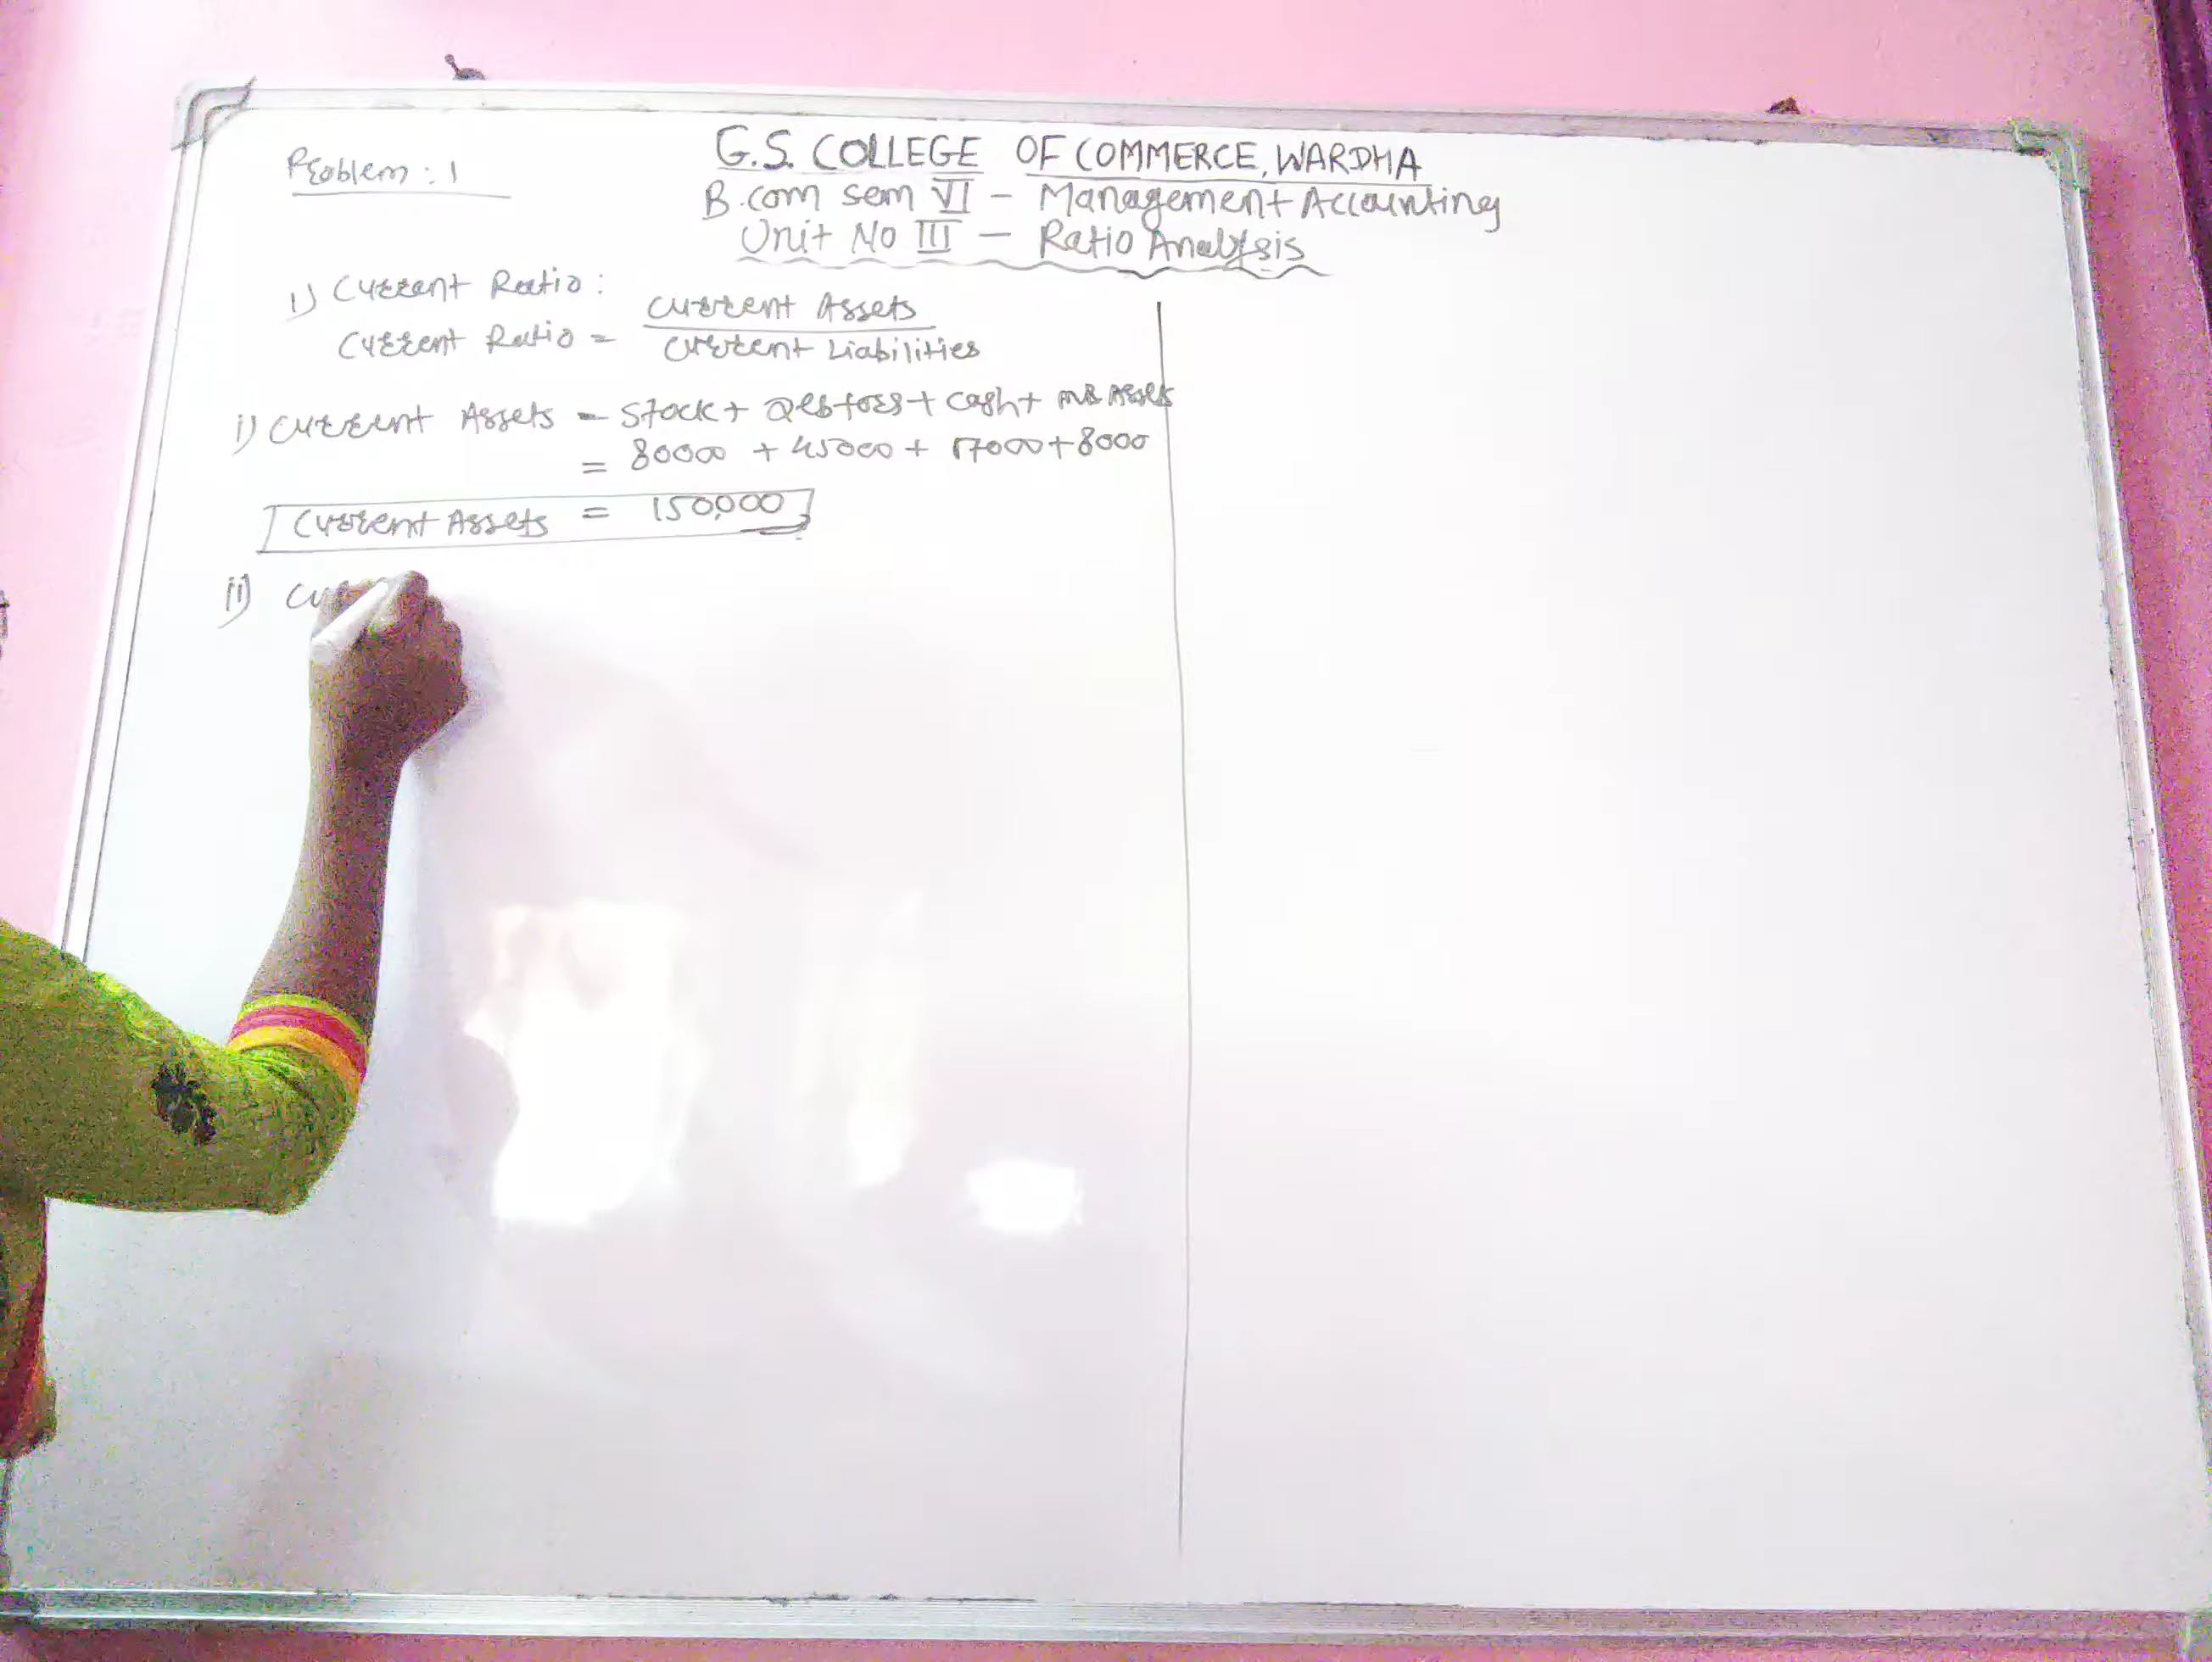 Problem : 1
G.S. COLLEGE OF COMMERCE, WARDHA
B.com sem VI - Management Accounting
Unit No III - Ratio Analysis
1) Current Ratio :
Current Ratio = Current Assets
Current Liabilities
i) Current Assets = Stock + Debtors + Cash + Assets
= 80000 + 45000 + 17000 + 8000
Current Assets = 150,000
ii) Cu